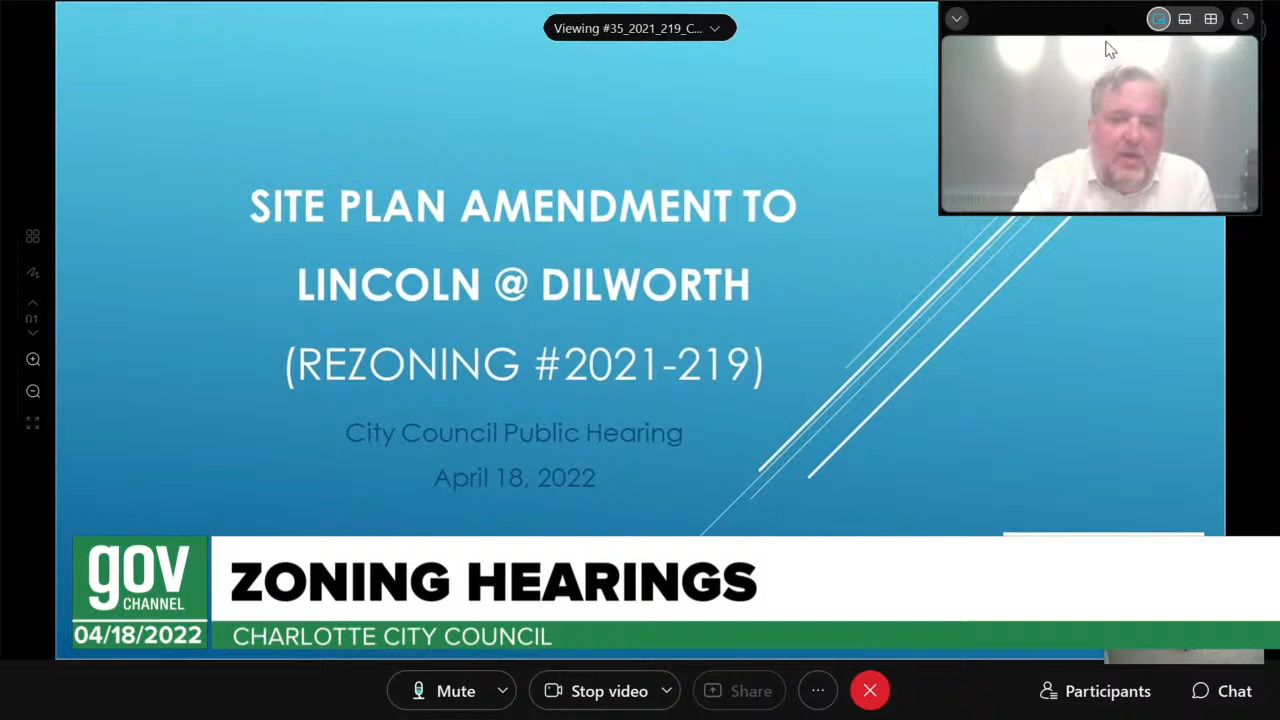 Viewing #35_2021_219_C...
SITE PLAN AMENDMENT TO
LINCOLN @ DILWORTH
(REZONING #2021-219)
City Council Public Hearing
April 18, 2022
01
gov
CHANNEL
04/18/2022
ZONING HEARINGS
CHARLOTTE CITY COUNCIL
Mute
Stop video
Share
Participants
Chat